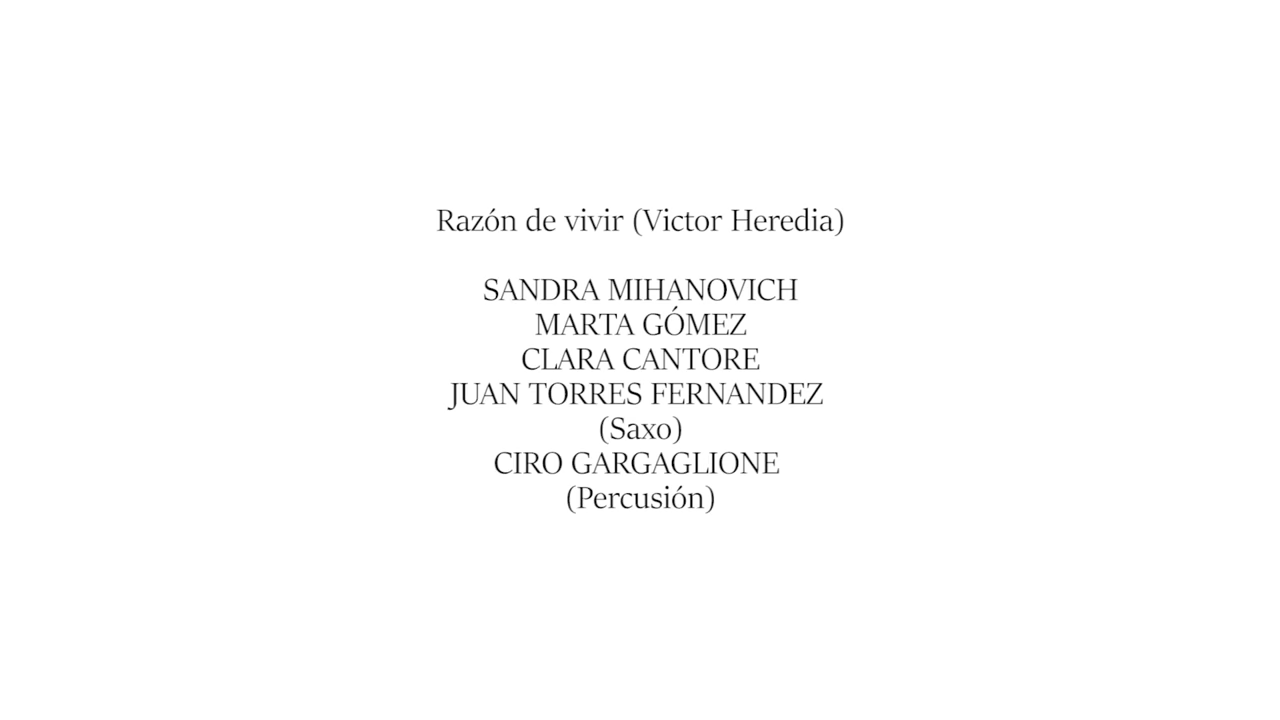 Razón de vivir (Victor Heredia)
SANDRA MIHANOVICH
MARTA GÓMEZ
CLARA CANTORE
JUAN TORRES FERNANDEZ
(Saxo)
CIRO GARGAGLIONE
(Percusión)